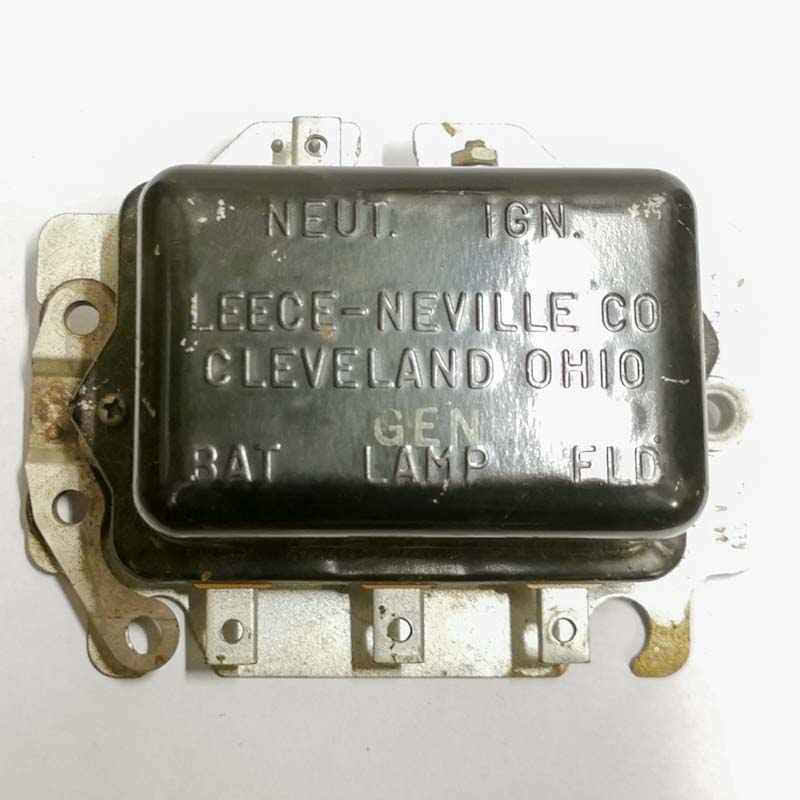 NEUT. IGN.
LEECE-NEVILLE CO
CLEVELAND OHIO
GEN
BAT LAMP FLD.